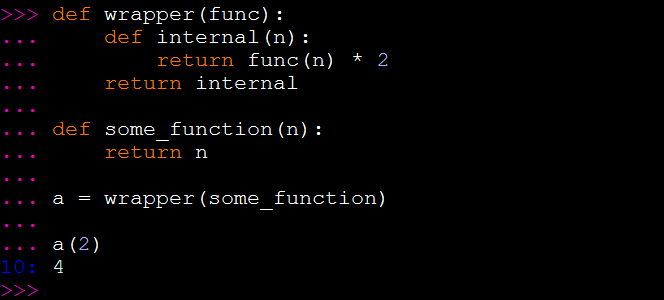 >>> def wrapper(func):
...     def internal(n):
...         return func(n) * 2
...     return internal
...
... def some_function(n):
...     return n
...
... a = wrapper(some_function)
...
... a(2)
10: 4
>>>